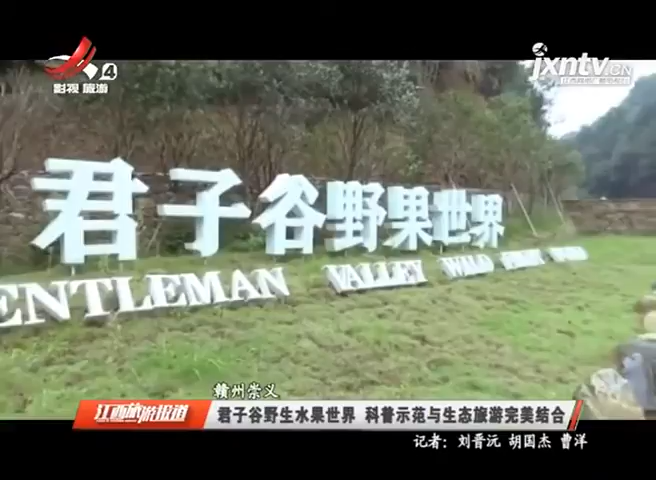 4
影视 旅游
jxntv.CN
君子谷野果世界
ENTLEMAN VALLEY WILD FRUIT WORLD
赣州崇义
江西旅游报道
君子谷野生水果世界 科普示范与生态旅游完美结合
记者：刘晋沅 胡国杰 曹洋